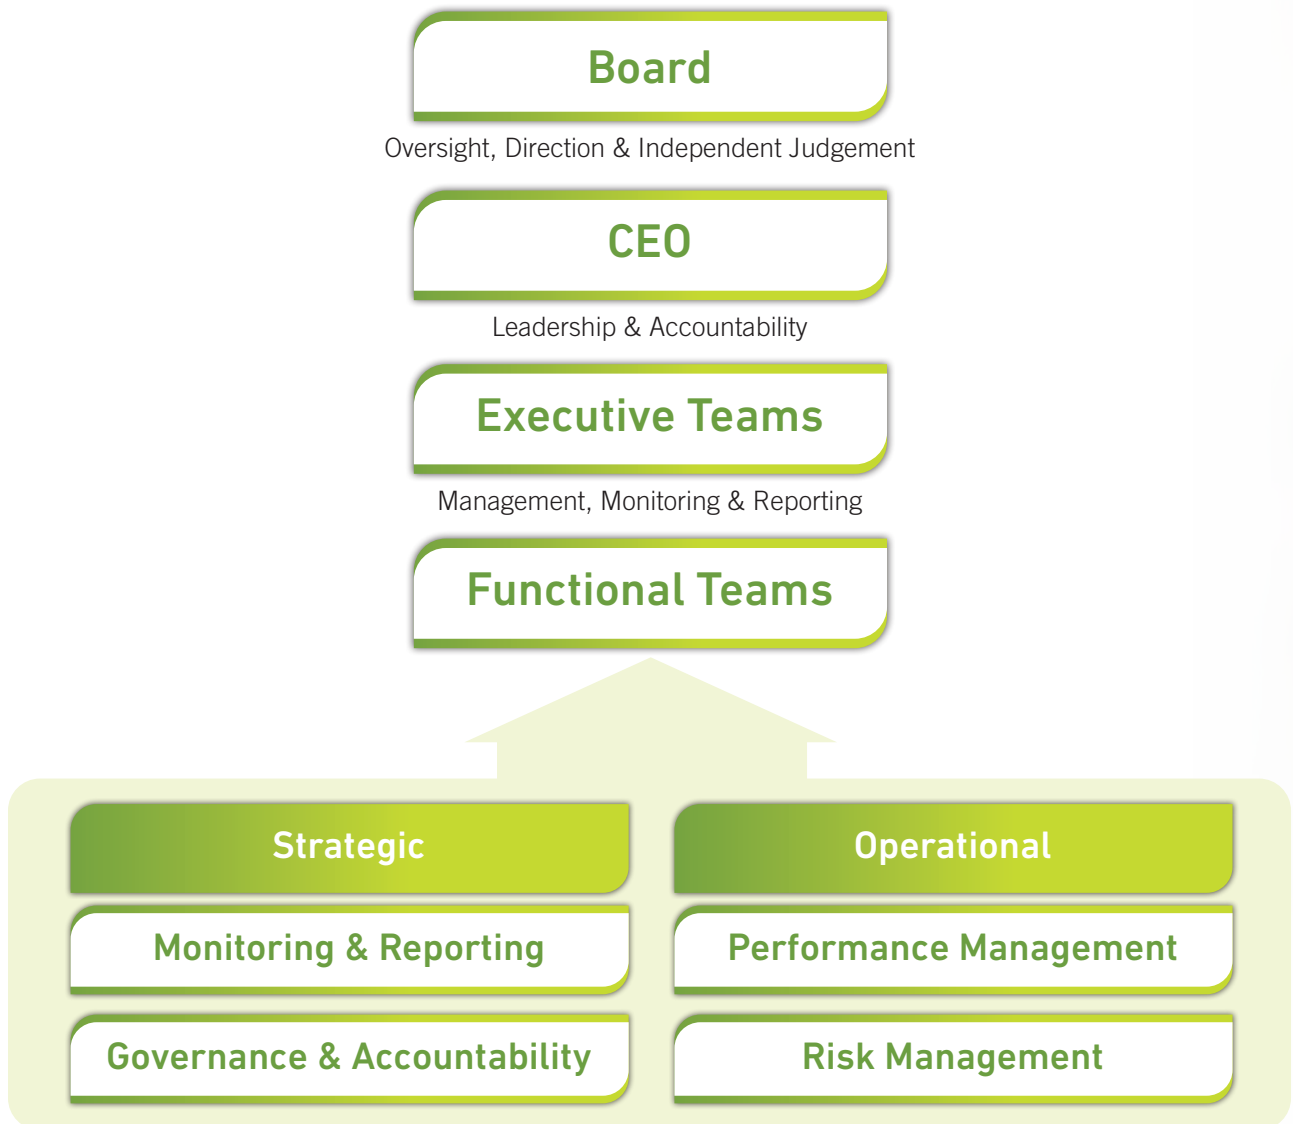 Board
Oversight, Direction & Independent Judgement
CEO
Leadership & Accountability
Executive Teams
Management, Monitoring & Reporting
Functional Teams
Strategic
Operational
Monitoring & Reporting
Performance Management
Governance & Accountability
Risk Management